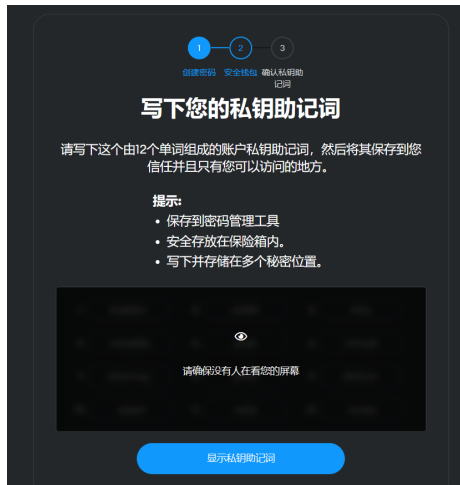 1 2 3
创建密码 安全钱包 确认私钥助
记词
写下您的私钥助记词
请写下这个由12个单词组成的账户私钥助记词，然后将其保存到您
信任并且只有您可以访问的地方。
提示:
• 保存到密码管理工具
• 安全存放在保险箱内。
• 写下并存储在多个秘密位置。
请确保没有人在看您的屏幕
显示私钥助记词